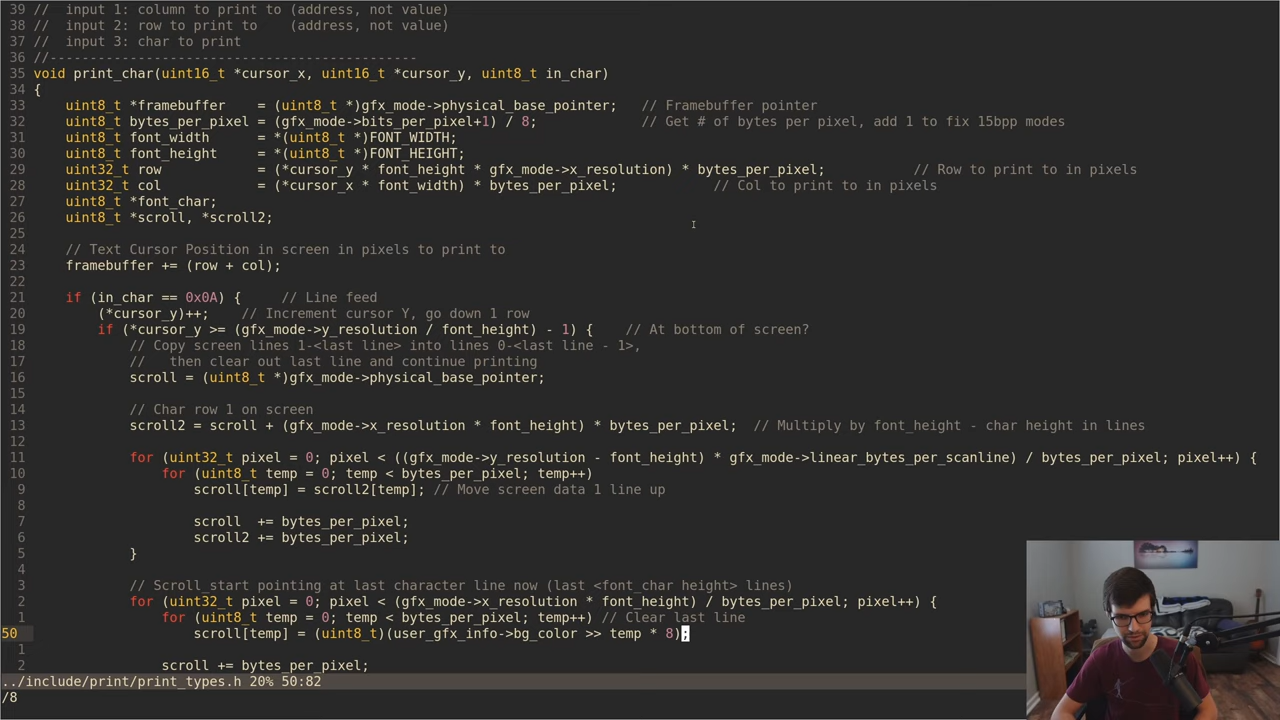 39 //  input 1: column to print to (address, not value)
38 //  input 2: row to print to    (address, not value)
37 //  input 3: char to print
36 //----------------------------------------------
35 void print_char(uint16_t *cursor_x, uint16_t *cursor_y, uint8_t in_char)
34 {
33     uint8_t *framebuffer    = (uint8_t *)gfx_mode->physical_base_pointer;   // Framebuffer pointer
32     uint8_t bytes_per_pixel = (gfx_mode->bits_per_pixel+1) / 8;             // Get # of bytes per pixel, add 1 to fix 15bpp modes
31     uint8_t font_width      = *(uint8_t *)FONT_WIDTH;
30     uint8_t font_height     = *(uint8_t *)FONT_HEIGHT;
29     uint32_t row            = (*cursor_y * font_height * gfx_mode->x_resolution) * bytes_per_pixel;           // Row to print to in pixels
28     uint32_t col            = (*cursor_x * font_width) * bytes_per_pixel;            // Col to print to in pixels
27     uint8_t *font_char;
26     uint8_t *scroll, *scroll2;
25
24     // Text Cursor Position in screen in pixels to print to
23     framebuffer += (row + col);
22
21     if (in_char == 0x0A) {     // Line feed
20         (*cursor_y)++;    // Increment cursor Y, go down 1 row
19         if (*cursor_y >= (gfx_mode->y_resolution / font_height) - 1) {    // At bottom of screen?
18             // Copy screen lines 1-<last line> into lines 0-<last line - 1>,
17             //   then clear out last line and continue printing
16             scroll = (uint8_t *)gfx_mode->physical_base_pointer;
15
14             // Char row 1 on screen
13             scroll2 = scroll + (gfx_mode->x_resolution * font_height) * bytes_per_pixel;  // Multiply by font_height - char height in lines
12
11             for (uint32_t pixel = 0; pixel < ((gfx_mode->y_resolution - font_height) * gfx_mode->linear_bytes_per_scanline) / bytes_per_pixel; pixel++) {
10                 for (uint8_t temp = 0; temp < bytes_per_pixel; temp++)
9                     scroll[temp] = scroll2[temp]; // Move screen data 1 line up
8
7                     scroll  += bytes_per_pixel;
6                     scroll2 += bytes_per_pixel;
5             }
4
3             // Scroll_start pointing at last character line now (last <font_char height> lines)
2             for (uint32_t pixel = 0; pixel < (gfx_mode->x_resolution * font_height) / bytes_per_pixel; pixel++) {
1                 for (uint8_t temp = 0; temp < bytes_per_pixel; temp++) // Clear last line
50                    scroll[temp] = (uint8_t)(user_gfx_info->bg_color >> temp * 8);
1
2                 scroll += bytes_per_pixel;
../include/print/print_types.h 20% 50:82
/8